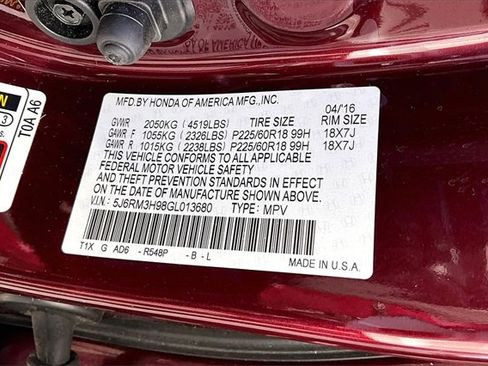 MFD.BY HONDA OF AMERICA MFG.,INC. 04/16
GVWR 2050KG (4519LBS) TIRE SIZE RIM SIZE
GAWR F 1055KG (2326LBS) P225/60R18 99H 18X7J
GAWR R 1015KG (2238LBS) P225/60R18 99H 18X7J
THIS VEHICLE CONFORMS TO ALL APPLICABLE
FEDERAL MOTOR VEHICLE SAFETY
AND THEFT PREVENTION STANDARDS IN EFFECT
ON THE DATE OF MANUFACTURE SHOWN ABOVE.
V.I.N.: 5J6RM3H98GL013680 TYPE: MPV
T1X G AD6 - R548P - B - L
MADE IN U.S.A.
T0A A6
3